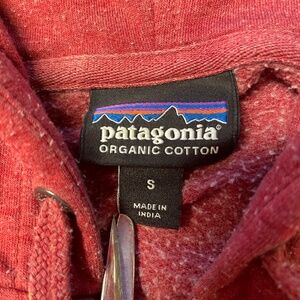 patagonia®
ORGANIC COTTON
S
MADE IN
INDIA